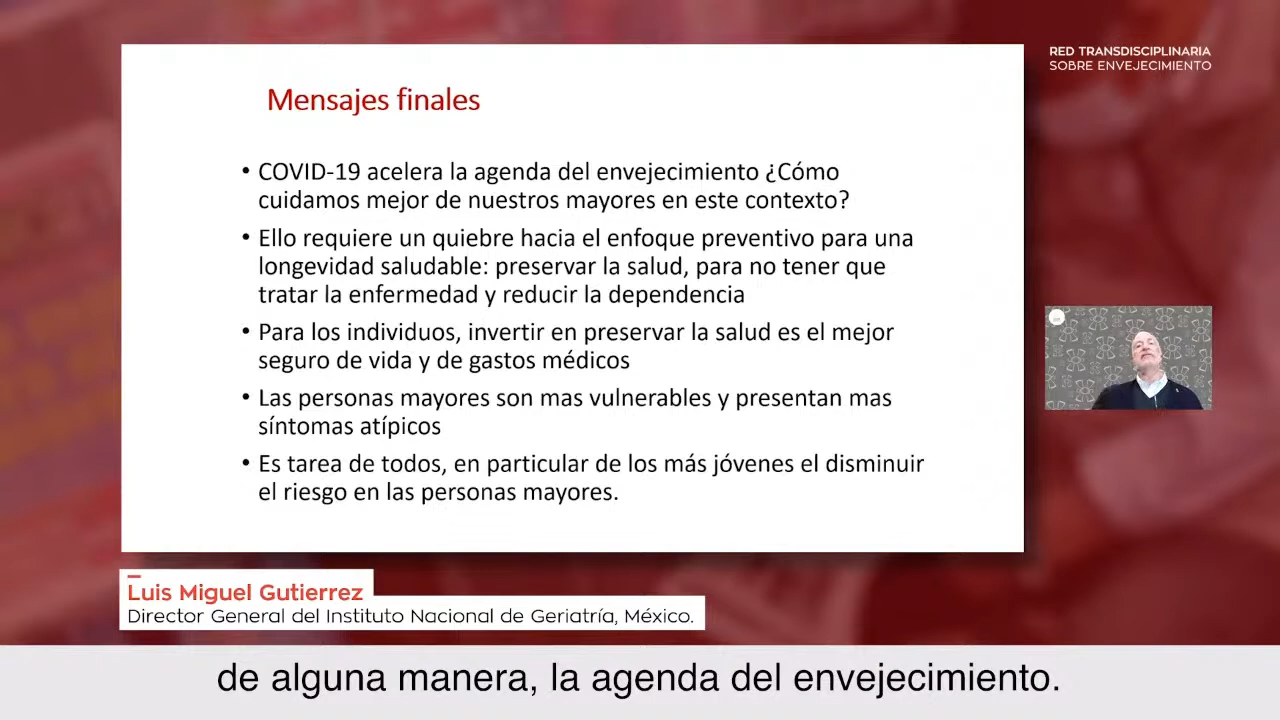 RED TRANSDISCIPLINARIA
SOBRE ENVEJECIMIENTO
Mensajes finales
• COVID-19 acelera la agenda del envejecimiento ¿Cómo
cuidamos mejor de nuestros mayores en este contexto?
• Ello requiere un quiebre hacia el enfoque preventivo para una
longevidad saludable: preservar la salud, para no tener que
tratar la enfermedad y reducir la dependencia
• Para los individuos, invertir en preservar la salud es el mejor
seguro de vida y de gastos médicos
• Las personas mayores son mas vulnerables y presentan mas
síntomas atípicos
• Es tarea de todos, en particular de los más jóvenes el disminuir
el riesgo en las personas mayores.
Luis Miguel Gutierrez
Director General del Instituto Nacional de Geriatría, México.
de alguna manera, la agenda del envejecimiento.